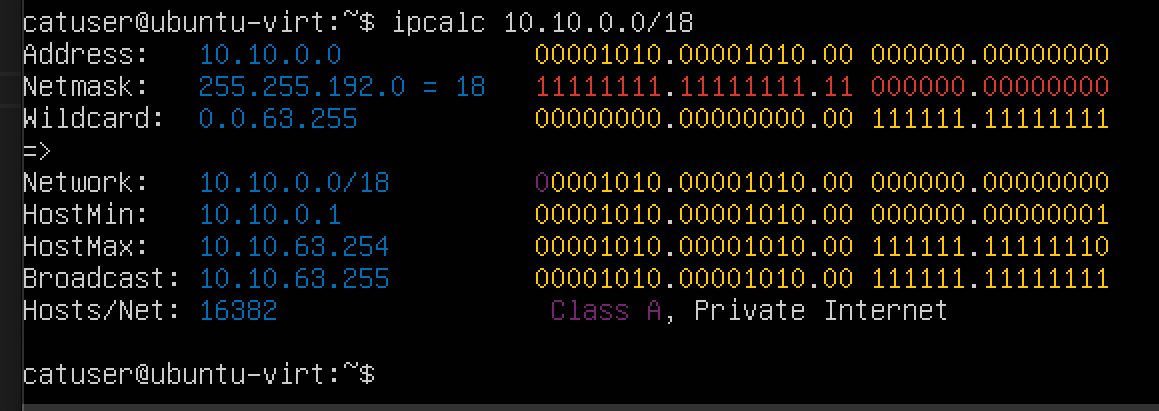 catuser@ubuntu-virt:~$ ipcalc 10.10.0.0/18
Address:   10.10.0.0            00001010.00001010.00 000000.00000000
Netmask:   255.255.192.0 = 18   11111111.11111111.11 000000.00000000
Wildcard:  0.0.63.255           00000000.00000000.00 111111.11111111
=>
Network:   10.10.0.0/18         00001010.00001010.00 000000.00000000
HostMin:   10.10.0.1            00001010.00001010.00 000000.00000001
HostMax:   10.10.63.254         00001010.00001010.00 111111.11111110
Broadcast: 10.10.63.255         00001010.00001010.00 111111.11111111
Hosts/Net: 16382                 Class A, Private Internet
catuser@ubuntu-virt:~$